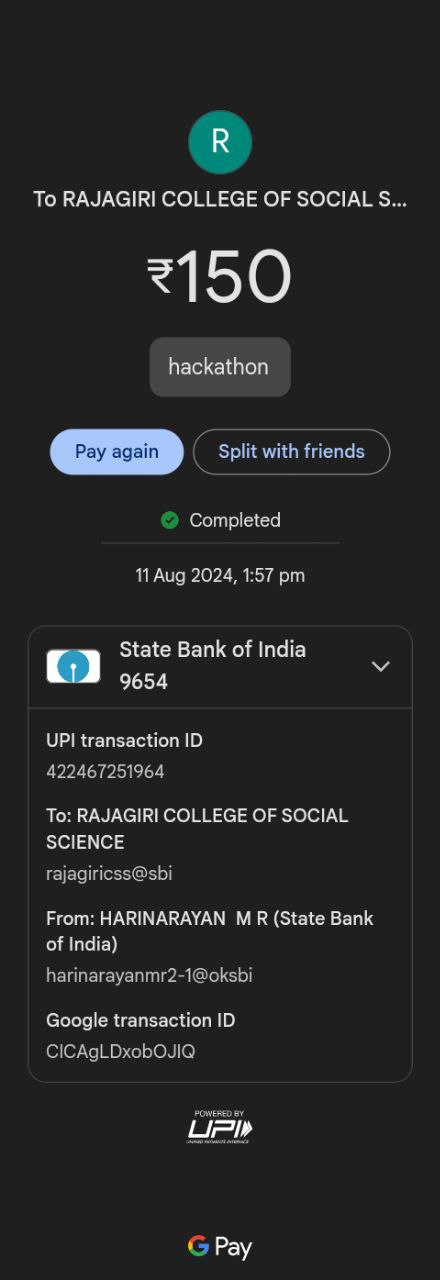 R
To RAJAGIRI COLLEGE OF SOCIAL S...
₹150
hackathon
Pay again
Split with friends
Completed
11 Aug 2024, 1:57 pm
State Bank of India
9654
UPI transaction ID
422467251964
To: RAJAGIRI COLLEGE OF SOCIAL
SCIENCE
rajagiricss@sbi
From: HARINARAYAN M R (State Bank
of India)
harinarayanmr2-1@oksbi
Google transaction ID
CICAgLDxobOJIQ
POWERED BY
UPI
UNIFIED PAYMENTS INTERFACE
G Pay